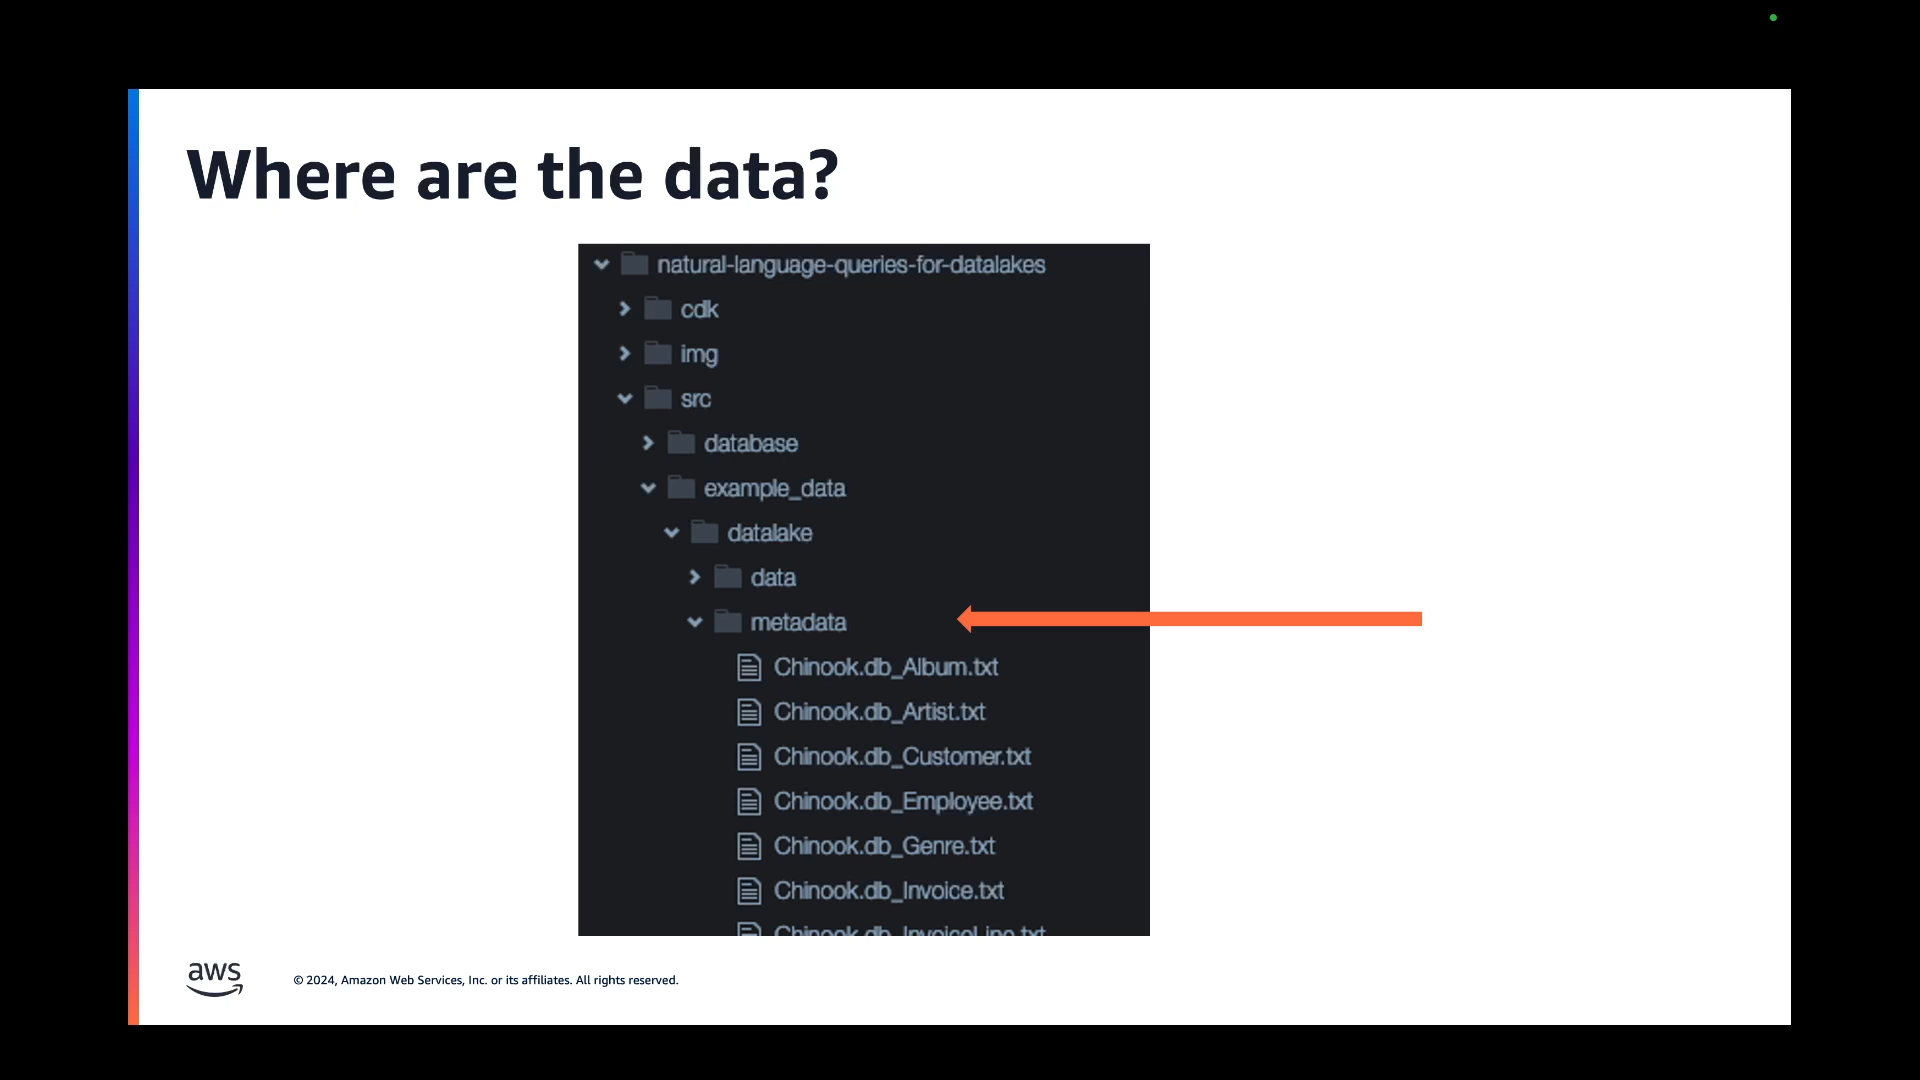 Where are the data?
natural-language-queries-for-datalakes
cdk
img
src
database
example_data
datalake
data
metadata
Chinook.db_Album.txt
Chinook.db_Artist.txt
Chinook.db_Customer.txt
Chinook.db_Employee.txt
Chinook.db_Genre.txt
Chinook.db_Invoice.txt
Chinook.db_InvoiceLine.txt
aws
© 2024, Amazon Web Services, Inc. or its affiliates. All rights reserved.